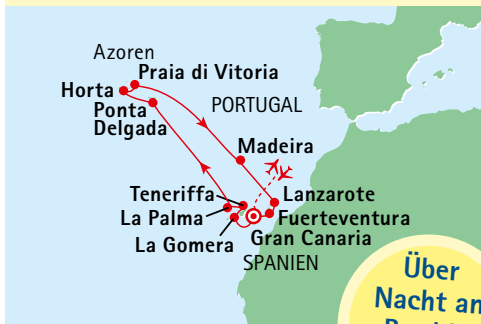 Azoren
Praia di Vitoria
Horta
Ponta
Delgada
PORTUGAL
Madeira
Teneriffa
Lanzarote
La Palma
Fuerteventura
La Gomera
Gran Canaria
SPANIEN
Über
Nacht an